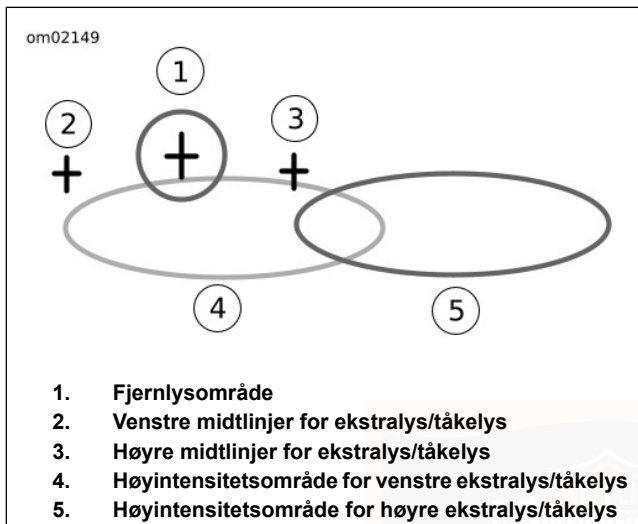 om02149
1
2
3
4
5
1. Fjernlysområde
2. Venstre midtlinjer for ekstralys/tåkelys
3. Høyre midtlinjer for ekstralys/tåkelys
4. Høyintensitetsområde for venstre ekstralys/tåkelys
5. Høyintensitetsområde for høyre ekstralys/tåkelys